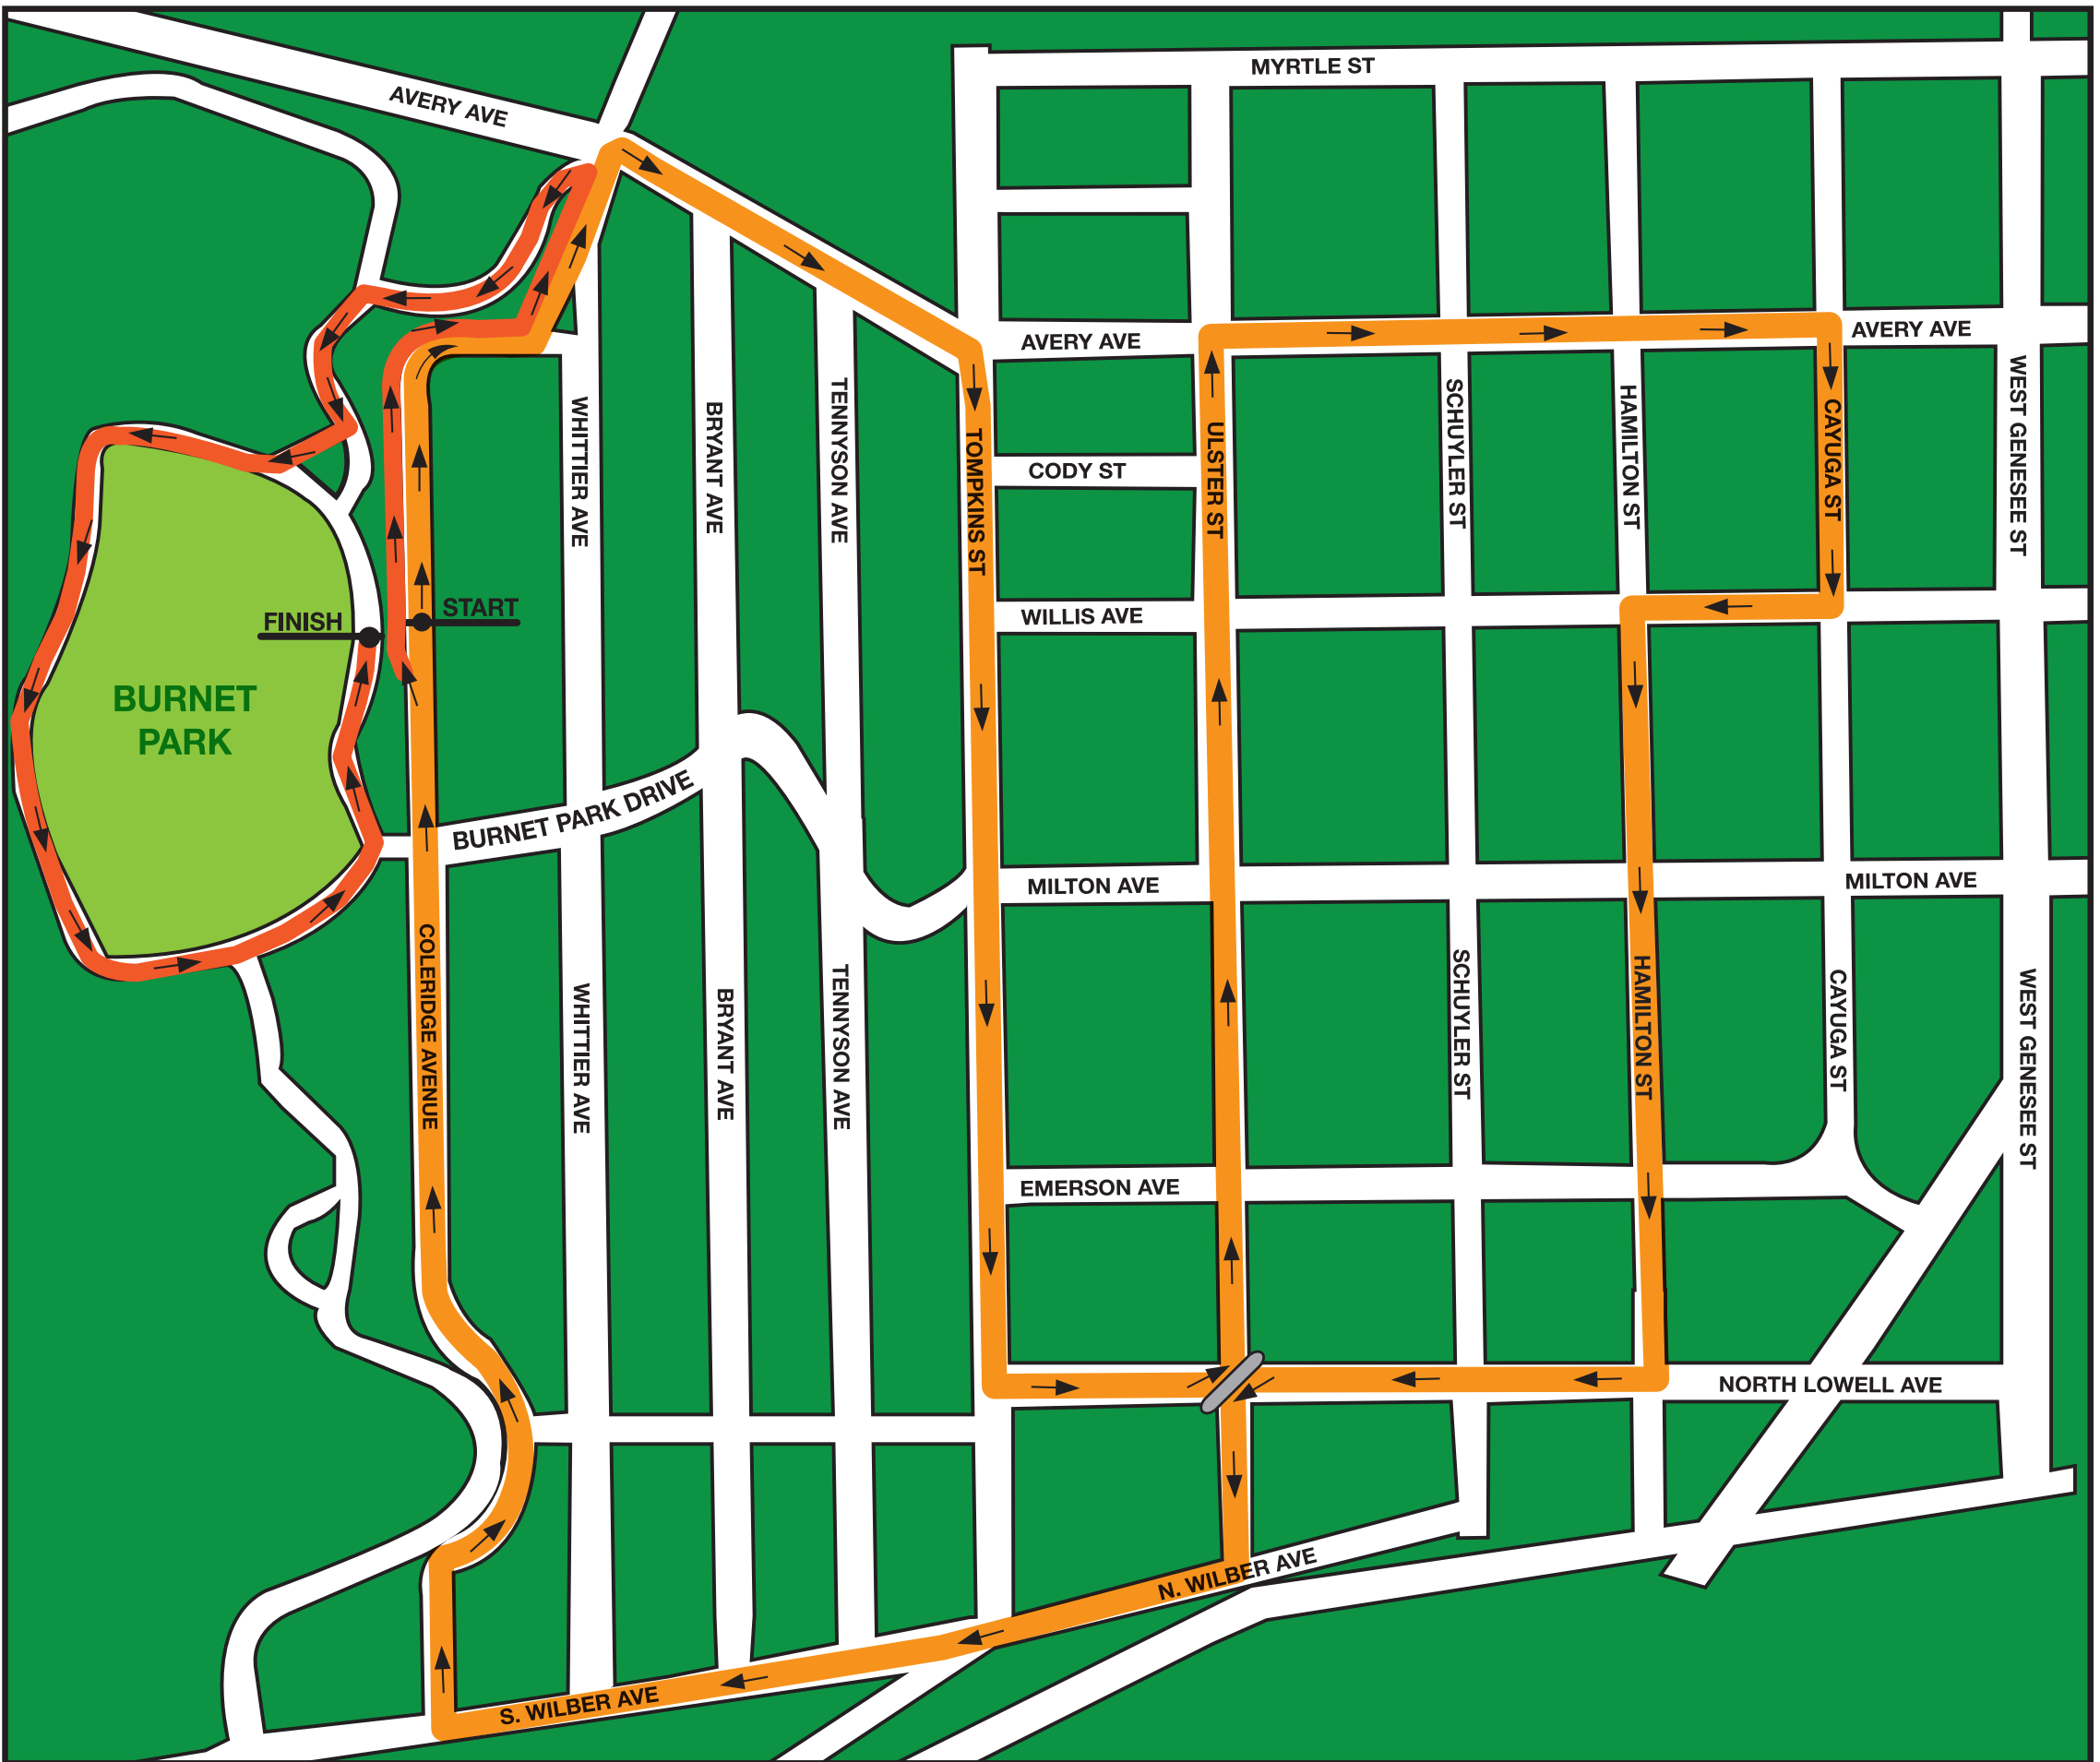 MYRTLE ST
AVERY AVE
AVERY AVE
AVERY AVE
WHITTIER AVE
BRYANT AVE
TENNYSON AVE
TOMPKINS ST
ULSTER ST
SCHUYLER ST
HAMILTON ST
CAYUGA ST
WEST GENESEE ST
CODY ST
START
FINISH
WILLIS AVE
BURNET
PARK
BURNET PARK DRIVE
MILTON AVE
MILTON AVE
COLERIDGE AVENUE
WHITTIER AVE
BRYANT AVE
TENNYSON AVE
SCHUYLER ST
HAMILTON ST
CAYUGA ST
WEST GENESEE ST
EMERSON AVE
NORTH LOWELL AVE
N. WILBER AVE
S. WILBER AVE